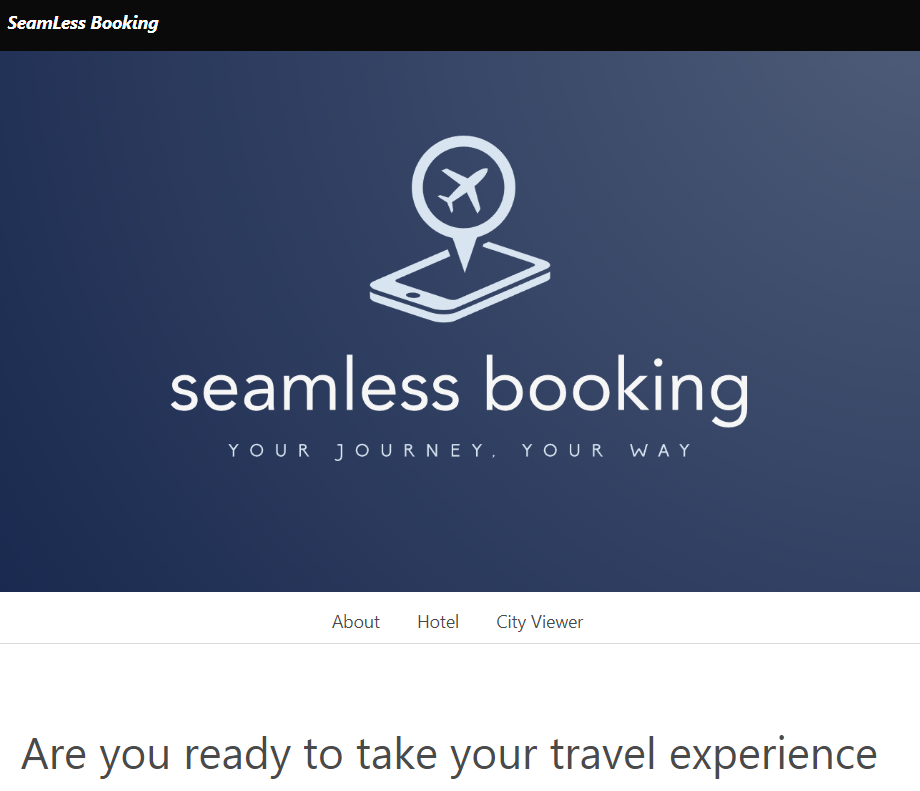 SeamLess Booking
seamless booking
YOUR JOURNEY, YOUR WAY
About Hotel City Viewer
Are you ready to take your travel experience